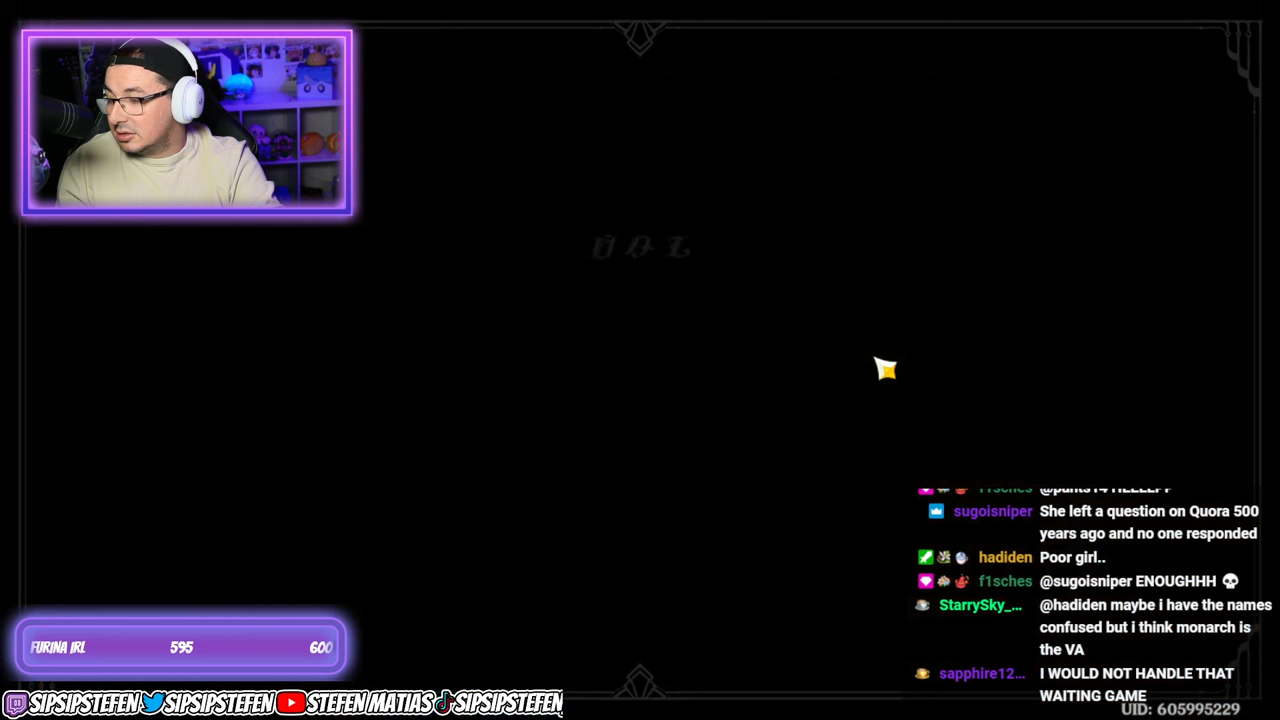 @pants14 HELLLPP
sugoisniper She left a question on Quora 500
years ago and no one responded
hadiden Poor girl..
f1sches @sugoisniper ENOUGHHH 💀
StarrySky_... @hadiden maybe i have the names
confused but i think monarch is
the VA
sapphire12... I WOULD NOT HANDLE THAT
WAITING GAME
FURINA IRL 595 600
SIPSIPSTEFEN SIPSIPSTEFEN STEFEN MATIAS SIPSIPSTEFEN
UID: 605995229